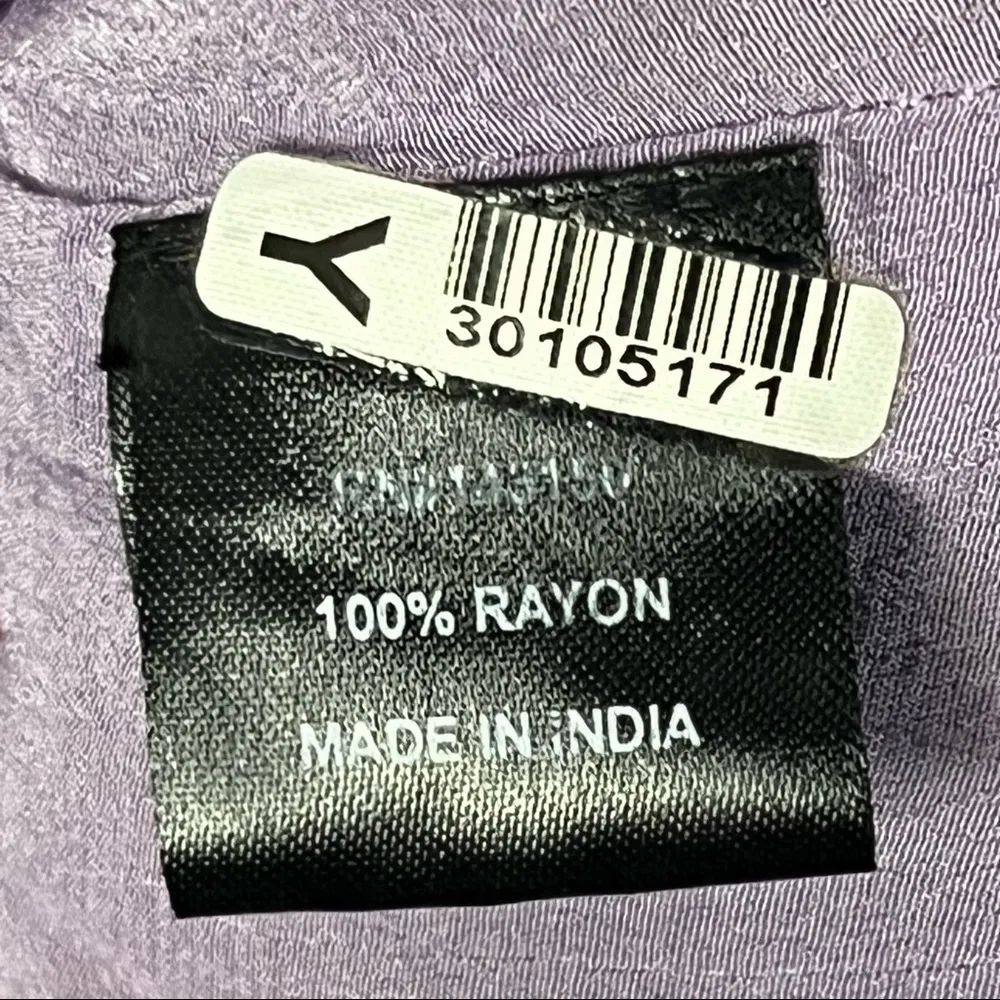 Y
30105171
100% RAYON
MADE IN INDIA